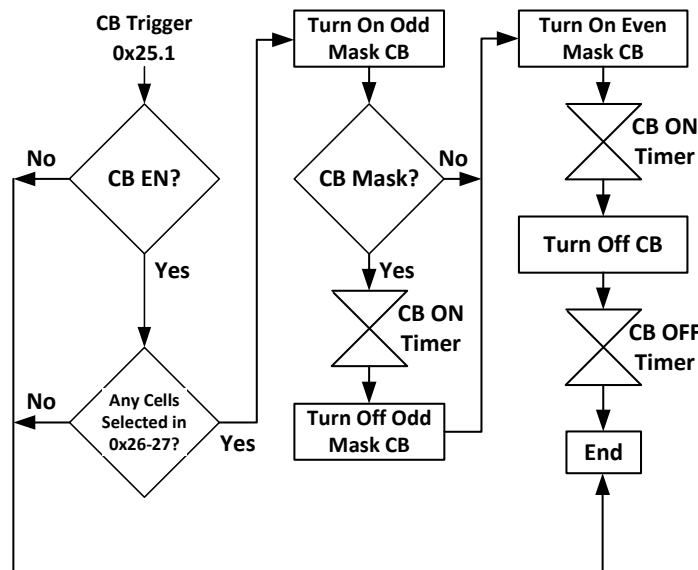 CB Trigger
0x25.1
CB EN?
No
Yes
Any Cells
Selected in
0x26-27?
No
Yes
Turn On Odd
Mask CB
CB Mask?
No
Yes
CB ON
Timer
Turn Off Odd
Mask CB
Turn On Even
Mask CB
CB ON
Timer
Turn Off CB
CB OFF
Timer
End